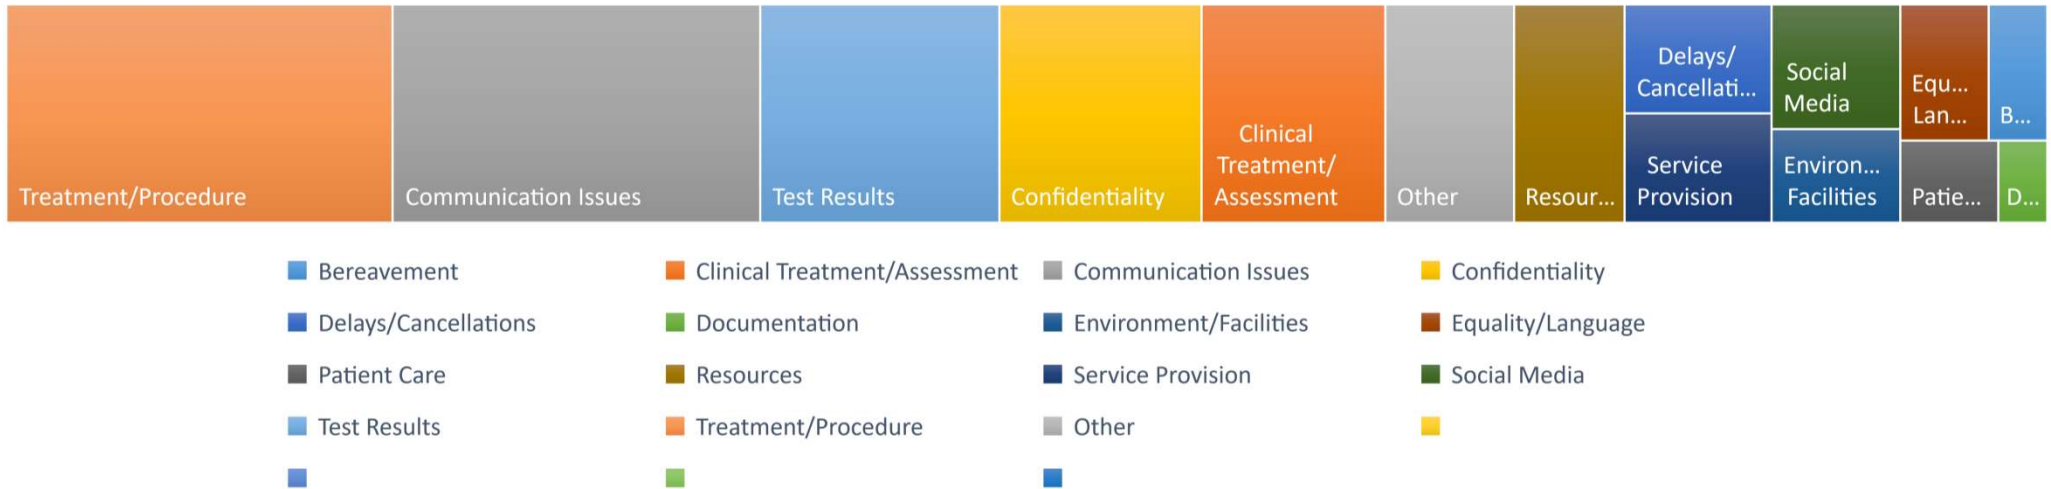 Treatment/Procedure
Communication Issues
Test Results
Confidentiality
Clinical
Treatment/
Assessment
Other
Resour...
Delays/
Cancellati...
Service
Provision
Social
Media
Environ...
Facilities
Equ...
Lan...
B...
Patie...
D...
Bereavement
Clinical Treatment/Assessment
Communication Issues
Confidentiality
Delays/Cancellations
Documentation
Environment/Facilities
Equality/Language
Patient Care
Resources
Service Provision
Social Media
Test Results
Treatment/Procedure
Other